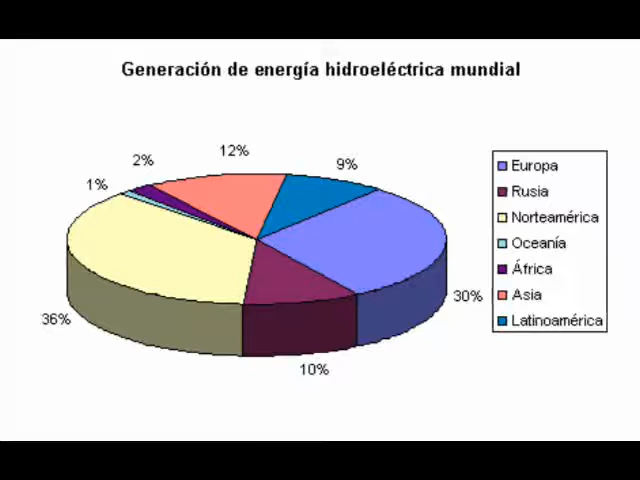 Generación de energía hidroeléctrica mundial
12%
2%
9%
1%
30%
36%
10%
Europa
Rusia
Norteamérica
Oceanía
África
Asia
Latinoamérica